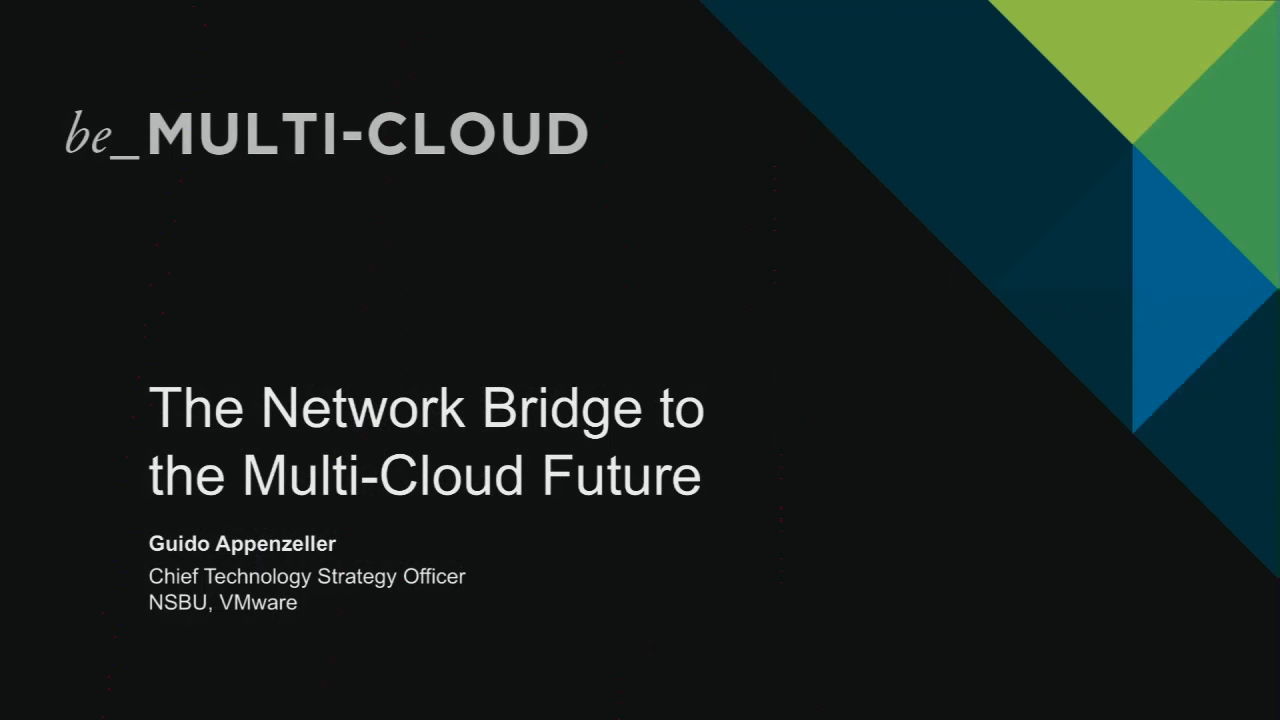 be_MULTI-CLOUD
The Network Bridge to
the Multi-Cloud Future
Guido Appenzeller
Chief Technology Strategy Officer
NSBU, VMware